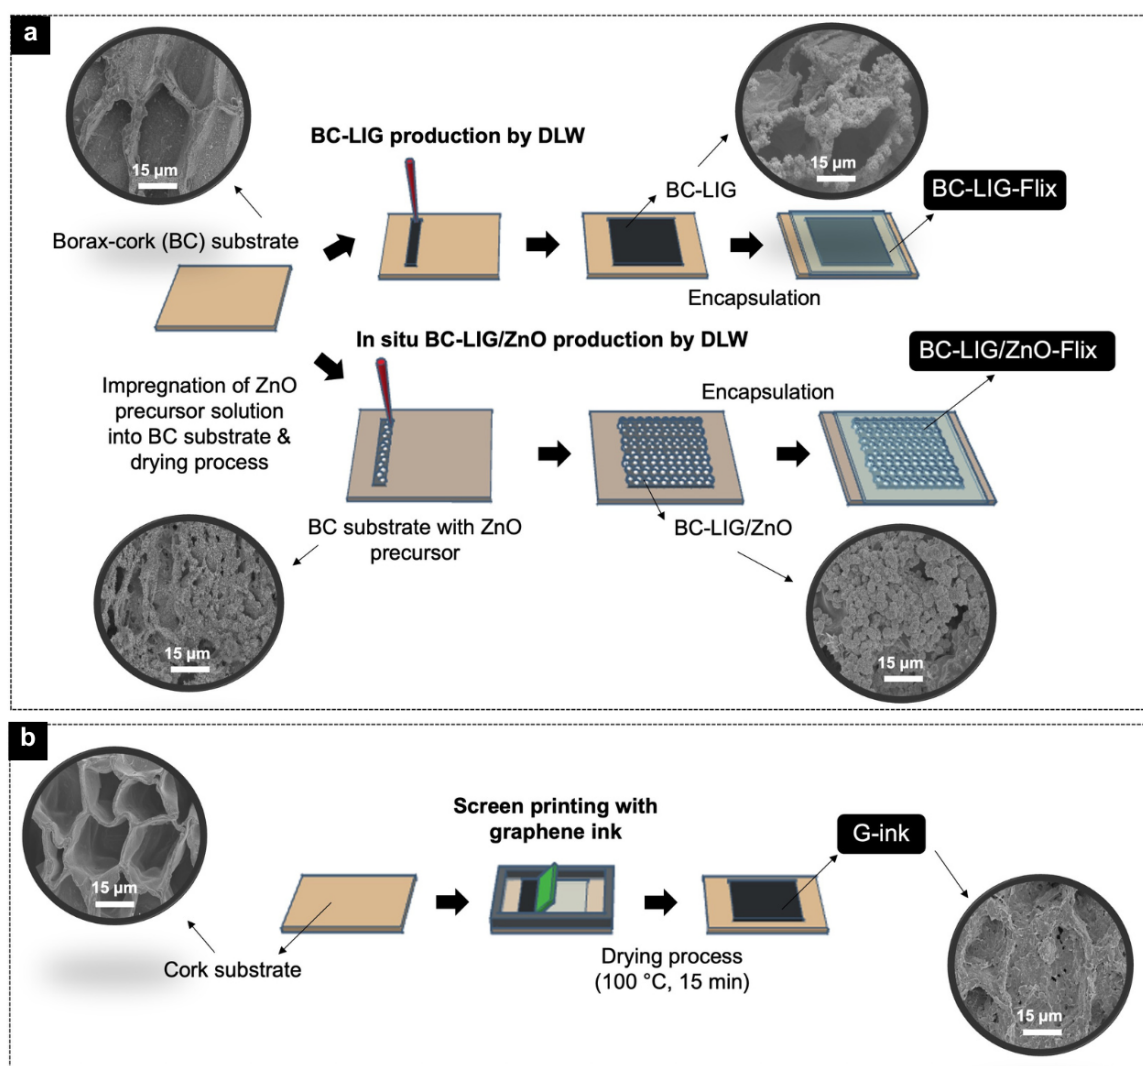 a
15 µm
BC-LIG production by DLW
15 µm
BC-LIG
BC-LIG-Flix
Borax-cork (BC) substrate
Encapsulation
In situ BC-LIG/ZnO production by DLW
BC-LIG/ZnO-Flix
Impregnation of ZnO
precursor solution
into BC substrate &
drying process
Encapsulation
BC substrate with ZnO
precursor
BC-LIG/ZnO
15 µm
15 µm
b
Screen printing with
graphene ink
G-ink
15 µm
Cork substrate
Drying process
(100 °C, 15 min)
15 µm